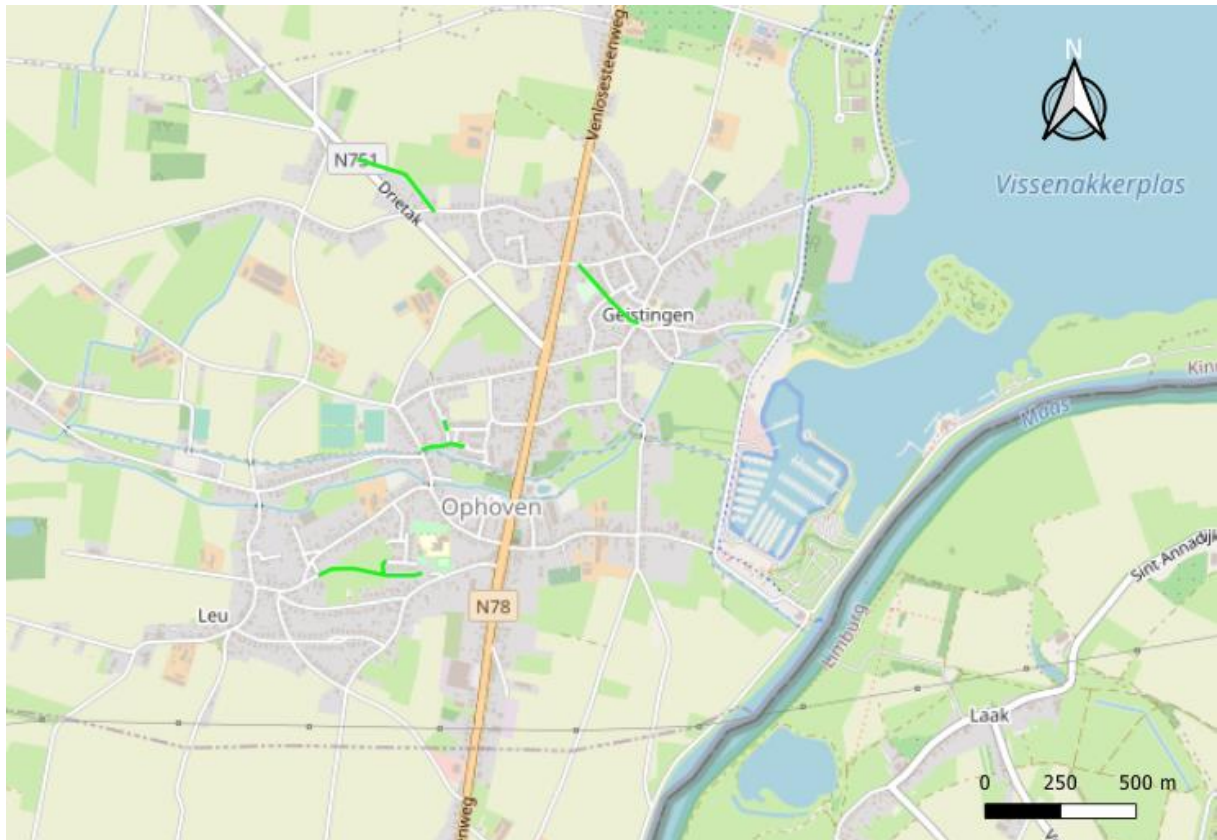 Venlosesteenweg
N
N751
Vissenakkerplas
Drietak
Geistingen
Maas
Ophoven
Sint Annadijk
N78
Leu
Limburg
Laak
0 250 500 m